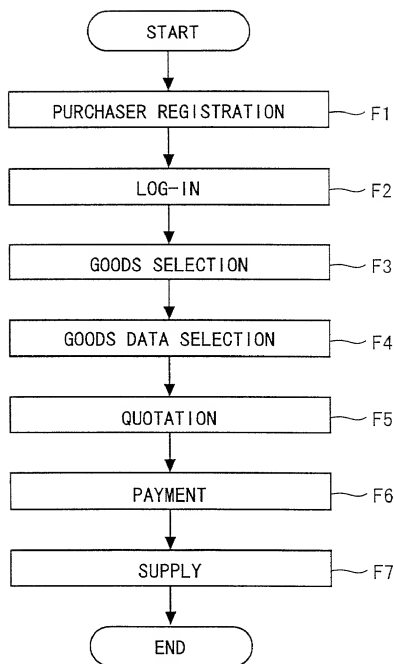 START
PURCHASER REGISTRATION F1
LOG-IN F2
GOODS SELECTION F3
GOODS DATA SELECTION F4
QUOTATION F5
PAYMENT F6
SUPPLY F7
END